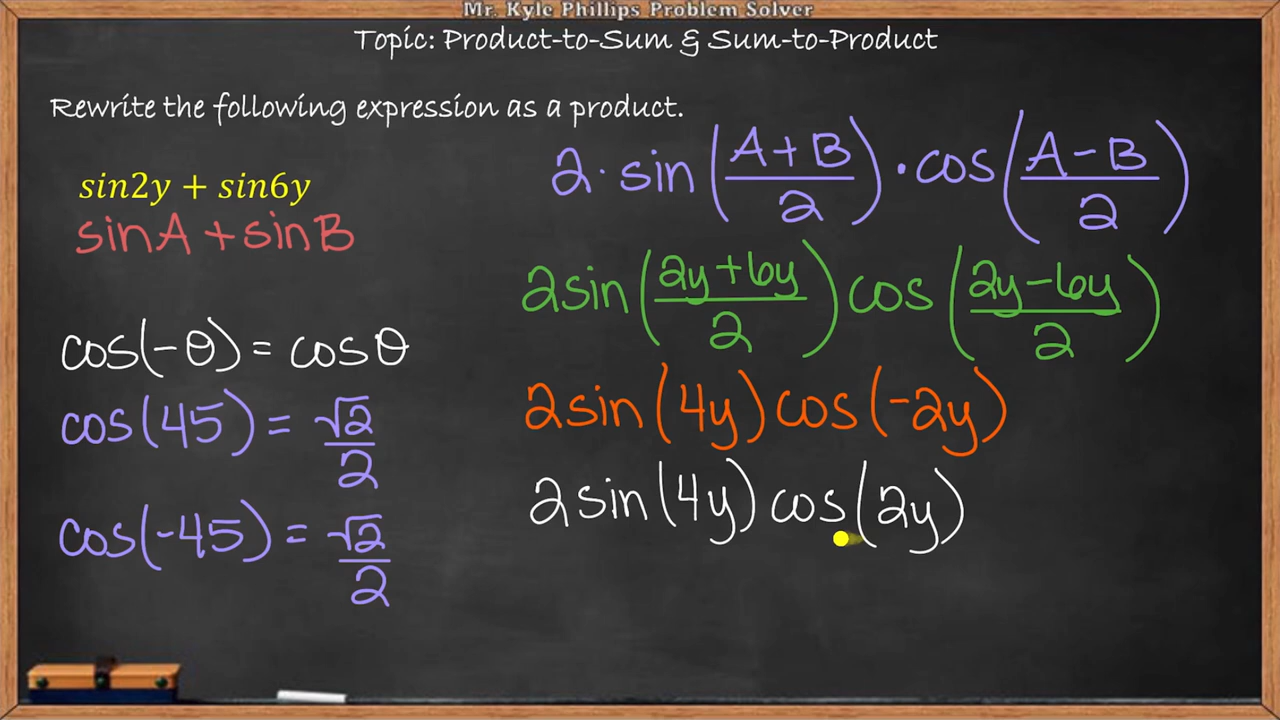 Mr. Kyle Phillips Problem Solver
Topic: Product-to-Sum & Sum-to-Product
Rewrite the following expression as a product.
sin2y + sin6y
sinA + sinB
cos(-θ) = cosθ
cos(45) = √2/2
cos(-45) = √2/2
2·sin((A+B)/2)·cos((A-B)/2)
2sin((2y+6y)/2)cos((2y-6y)/2)
2sin(4y)cos(-2y)
2sin(4y)cos(2y)